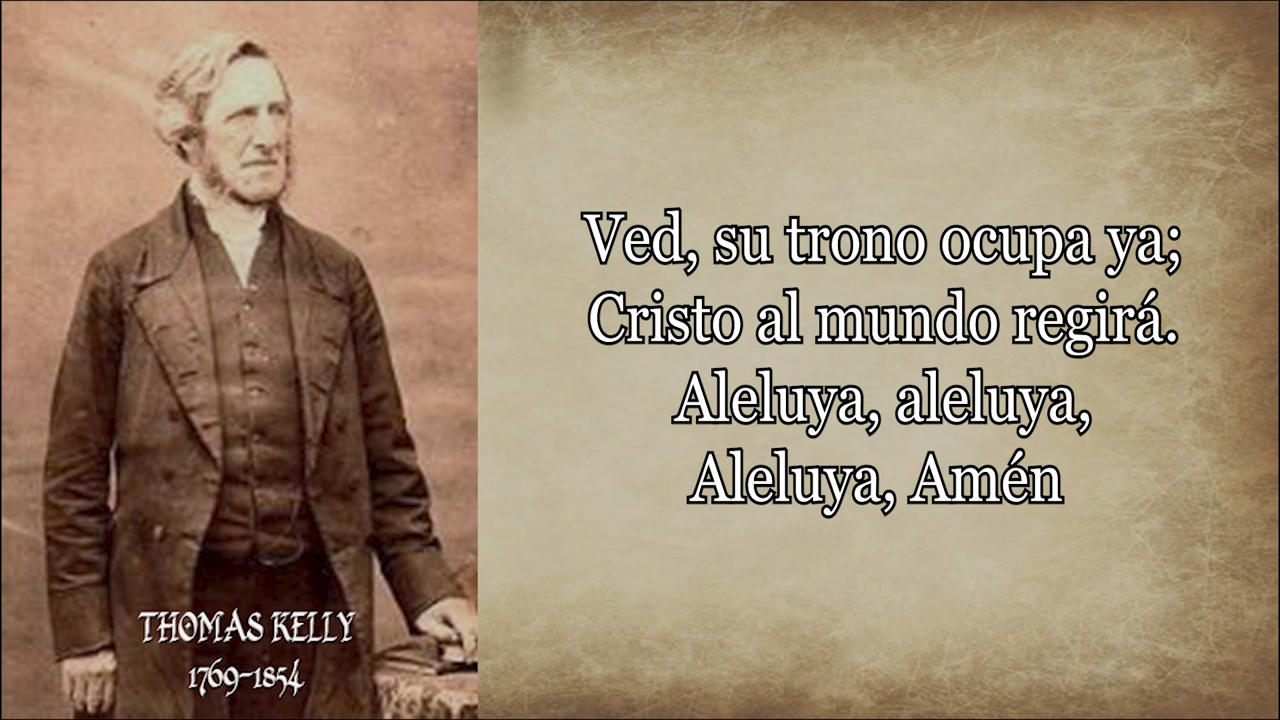 THOMAS KELLY
1769-1854
Ved, su trono ocupa ya;
Cristo al mundo regirá.
Aleluya, aleluya,
Aleluya, Amén